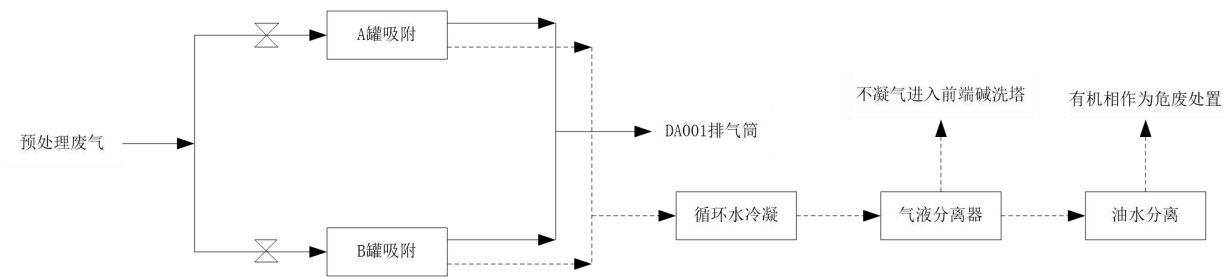 A罐吸附
不凝气进入前端碱洗塔
有机相作为危废处置
预处理废气
DA001排气筒
循环水冷凝
气液分离器
油水分离
B罐吸附